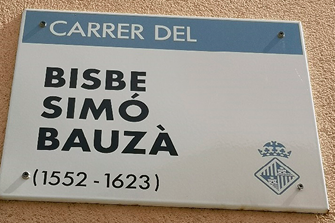 CARRER DEL
BISBE
SIMÓ
BAUZÀ
(1552 - 1623)